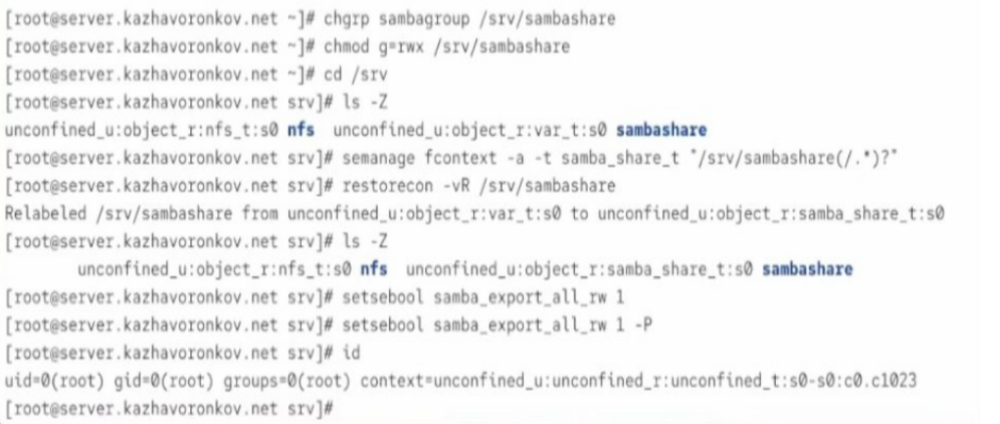 [root@server.kazhavoronkov.net ~]# chgrp sambagroup /srv/sambashare
[root@server.kazhavoronkov.net ~]# chmod g=rwx /srv/sambashare
[root@server.kazhavoronkov.net ~]# cd /srv
[root@server.kazhavoronkov.net srv]# ls -Z
unconfined_u:object_r:nfs_t:s0 nfs  unconfined_u:object_r:var_t:s0 sambashare
[root@server.kazhavoronkov.net srv]# semanage fcontext -a -t samba_share_t "/srv/sambashare(/.*)?"
[root@server.kazhavoronkov.net srv]# restorecon -vR /srv/sambashare
Relabeled /srv/sambashare from unconfined_u:object_r:var_t:s0 to unconfined_u:object_r:samba_share_t:s0
[root@server.kazhavoronkov.net srv]# ls -Z
unconfined_u:object_r:nfs_t:s0 nfs  unconfined_u:object_r:samba_share_t:s0 sambashare
[root@server.kazhavoronkov.net srv]# setsebool samba_export_all_rw 1
[root@server.kazhavoronkov.net srv]# setsebool samba_export_all_rw 1 -P
[root@server.kazhavoronkov.net srv]# id
uid=0(root) gid=0(root) groups=0(root) context=unconfined_u:unconfined_r:unconfined_t:s0-s0:c0.c1023
[root@server.kazhavoronkov.net srv]#